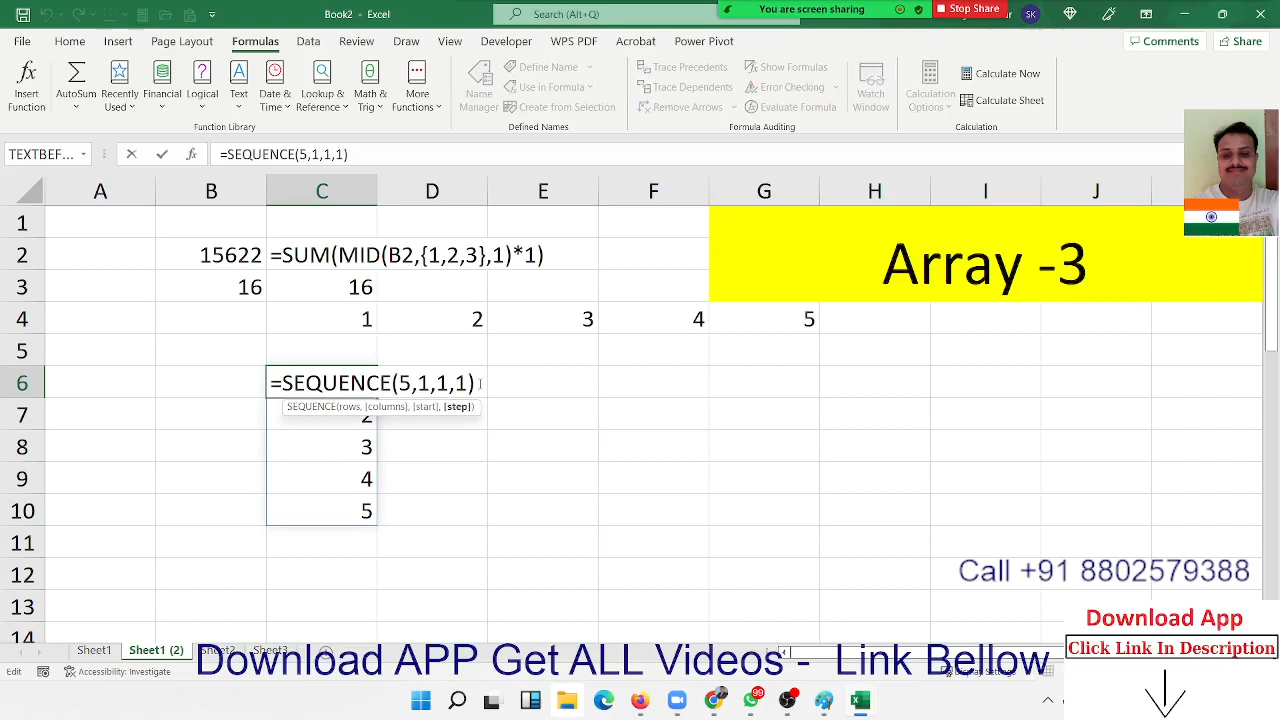 Book2 - Excel
Search (Alt+Q)
You are screen sharing
Stop Share
SK
File Home Insert Page Layout Formulas Data Review View Developer WPS PDF Acrobat Power Pivot
Comments Share
Insert Function
AutoSum
Recently Used
Financial
Logical
Text
Date & Time
Lookup & Reference
Math & Trig
More Functions
Function Library
Name Manager
Define Name
Use in Formula
Create from Selection
Defined Names
Trace Precedents
Trace Dependents
Remove Arrows
Show Formulas
Error Checking
Evaluate Formula
Formula Auditing
Watch Window
Calculation Options
Calculate Now
Calculate Sheet
Calculation
TEXTBEF... fx =SEQUENCE(5,1,1,1)
A B C D E F G H I J
1
2 15622 =SUM(MID(B2,{1,2,3},1)*1)
Array -3
3 16 16
4 1 2 3 4 5
5
6 =SEQUENCE(5,1,1,1)
SEQUENCE(rows, [columns], [start], [step])
7 2
8 3
9 4
10 5
11
12
13
14
Call +91 8802579388
Download App
Click Link In Description
Sheet1 Sheet1 (2) Sheet2 Sheet3
Download APP Get ALL Videos - Link Bellow
Edit
Accessibility: Investigate
Display Settings
99